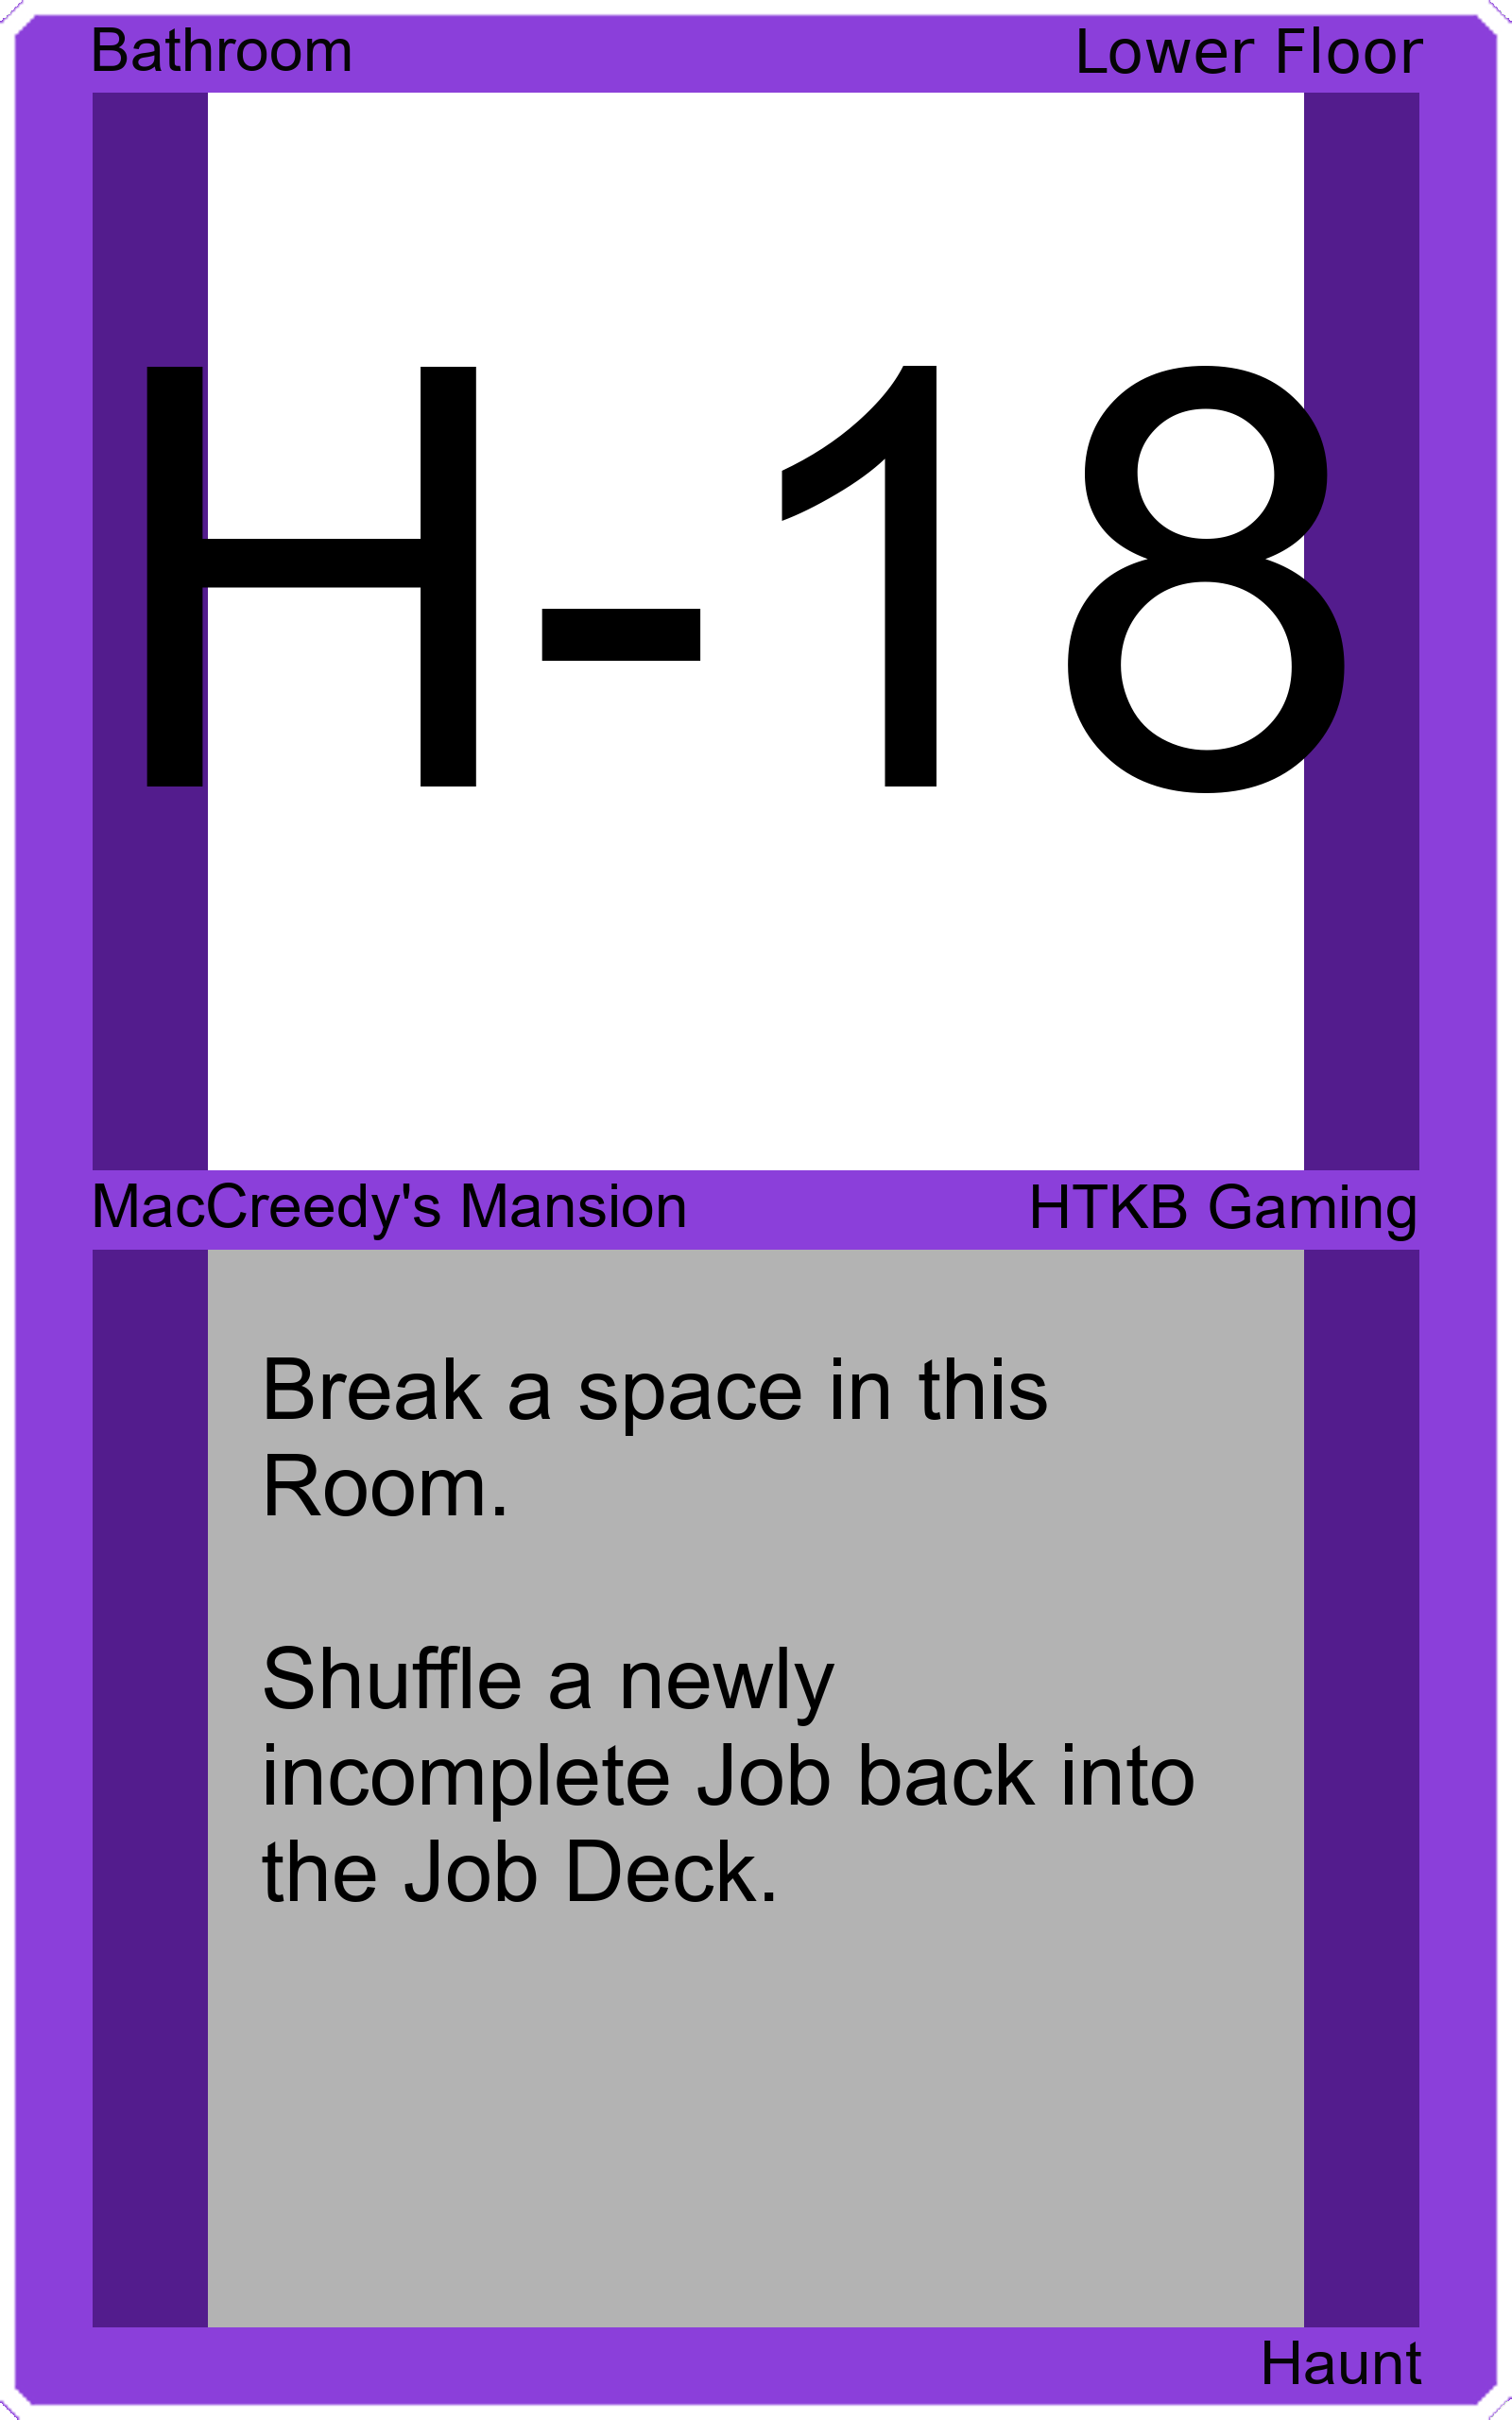 Bathroom
Lower Floor
H-18
MacCreedy's Mansion
HTKB Gaming
Break a space in this
Room.
Shuffle a newly
incomplete Job back into
the Job Deck.
Haunt